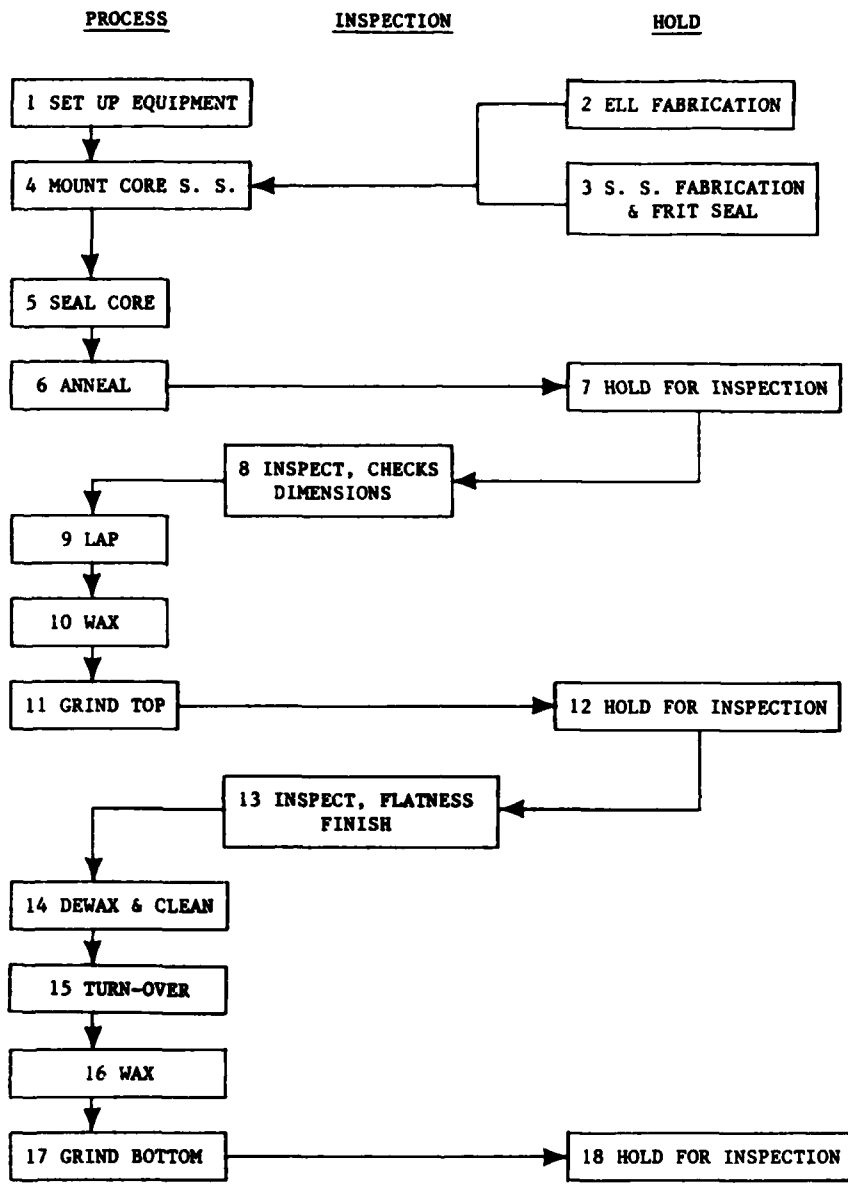 PROCESS INSPECTION HOLD
1 SET UP EQUIPMENT
2 ELL FABRICATION
4 MOUNT CORE S. S.
3 S. S. FABRICATION
& FRIT SEAL
5 SEAL CORE
6 ANNEAL
7 HOLD FOR INSPECTION
8 INSPECT, CHECKS
DIMENSIONS
9 LAP
10 WAX
11 GRIND TOP
12 HOLD FOR INSPECTION
13 INSPECT, FLATNESS
FINISH
14 DEWAX & CLEAN
15 TURN-OVER
16 WAX
17 GRIND BOTTOM
18 HOLD FOR INSPECTION